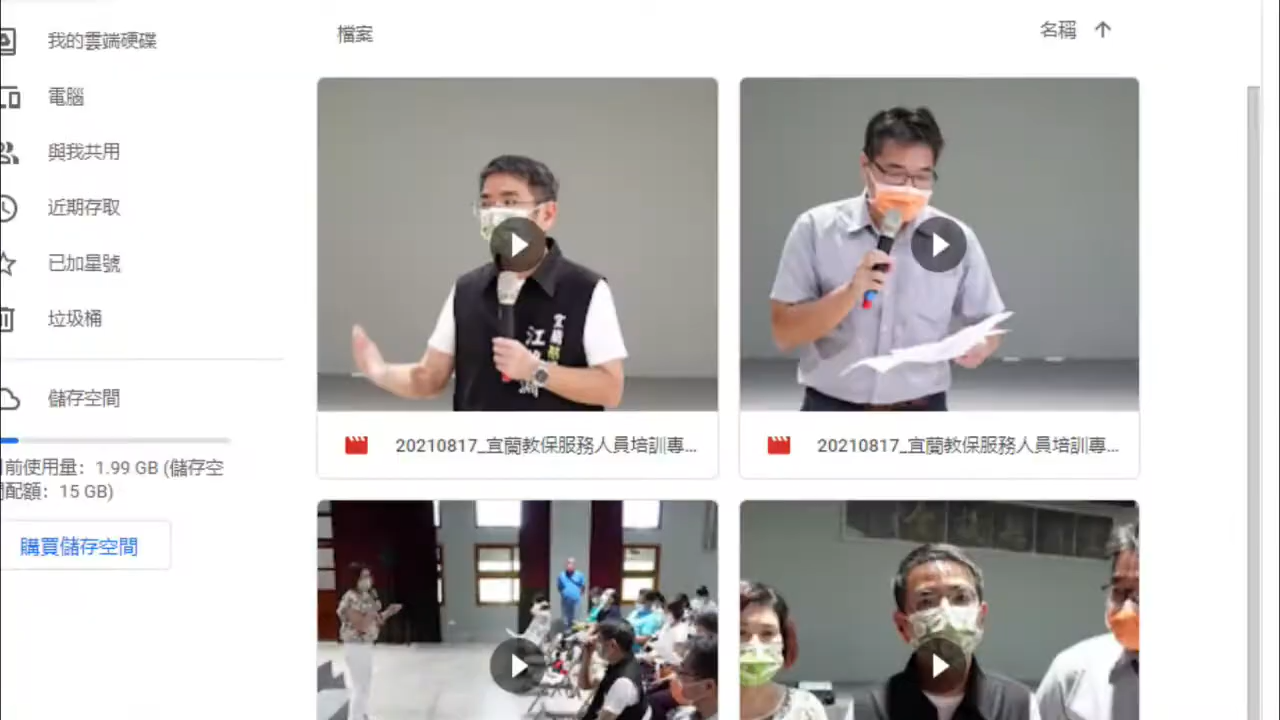 我的雲端硬碟
電腦
與我共用
近期存取
已加星號
垃圾桶
儲存空間
前使用量：1.99 GB (儲存空
配額：15 GB)
購買儲存空間
檔案
名稱
宜蘭
江
20210817_宜蘭教保服務人員培訓專...
20210817_宜蘭教保服務人員培訓專...